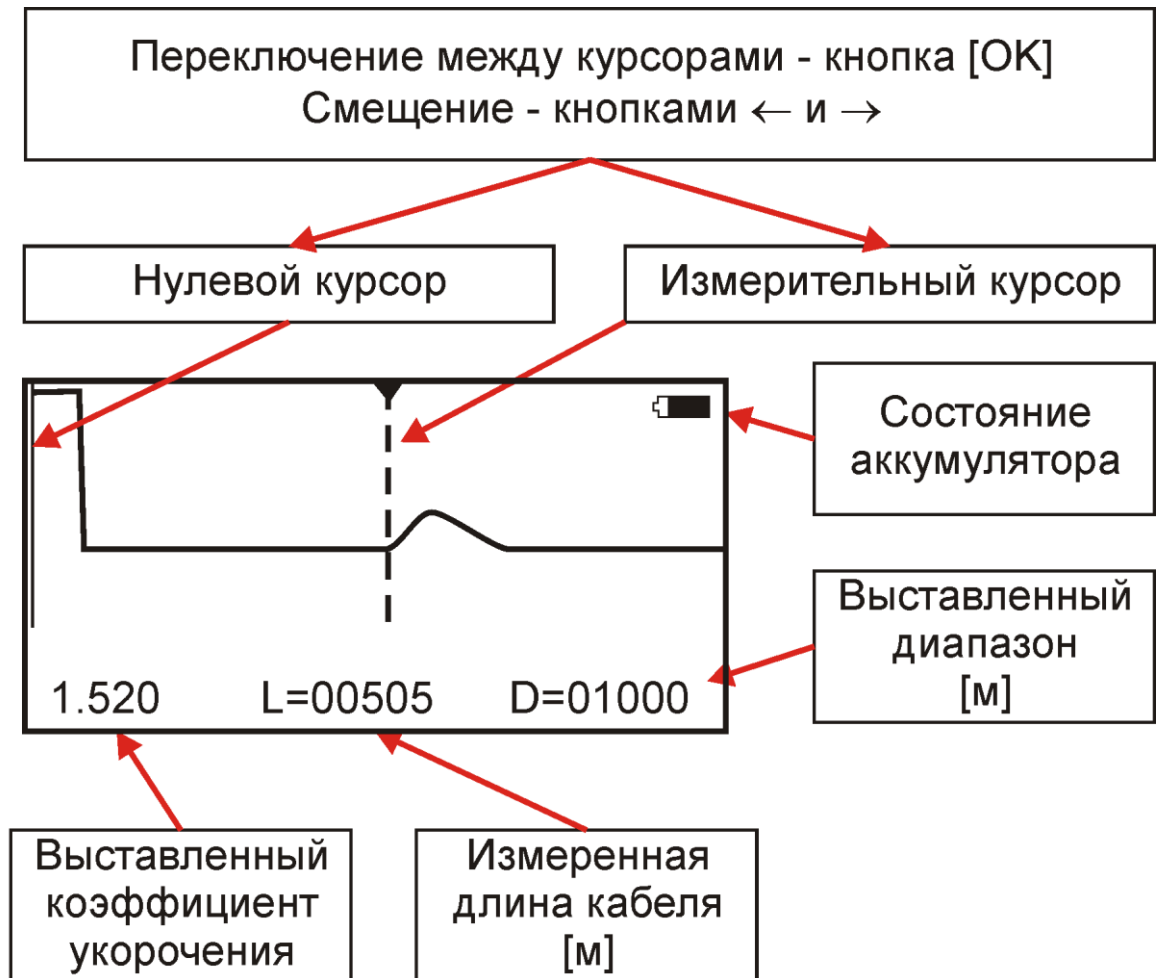 Переключение между курсорами - кнопка [OK]
Смещение - кнопками ← и →
Нулевой курсор
Измерительный курсор
Состояние
аккумулятора
Выставленный
диапазон
[м]
1.520 L=00505 D=01000
Выставленный
коэффициент
укорочения
Измеренная
длина кабеля
[м]